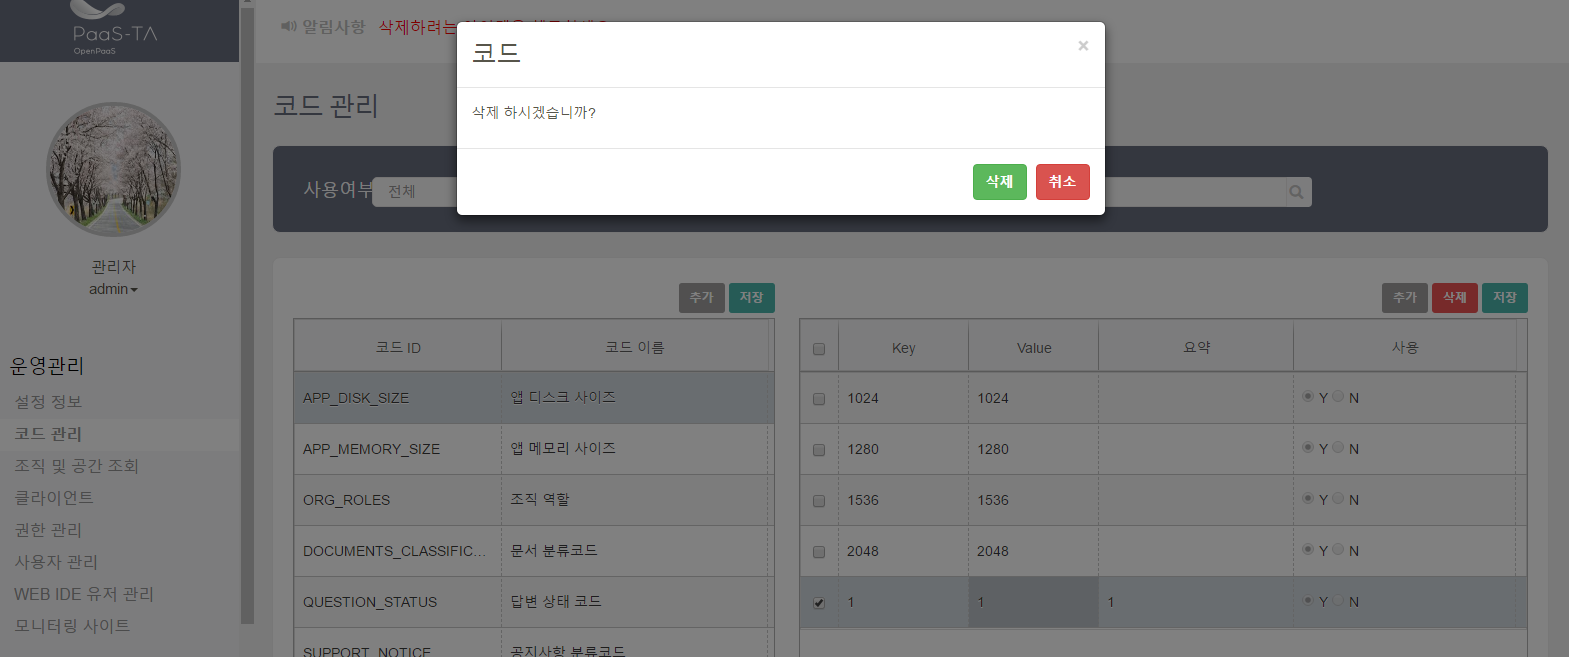 PaaS-TA
OpenPaaS
알림사항 삭제하려는
코드 ×
삭제 하시겠습니까?
삭제 취소
코드 관리
사용여부 전체
관리자
admin
운영관리
설정 정보
코드 관리
조직 및 공간 조회
클라이언트
권한 관리
사용자 관리
WEB IDE 유저 관리
모니터링 사이트
추가 저장
코드 ID 코드 이름
APP_DISK_SIZE 앱 디스크 사이즈
APP_MEMORY_SIZE 앱 메모리 사이즈
ORG_ROLES 조직 역할
DOCUMENTS_CLASSIFIC... 문서 분류코드
QUESTION_STATUS 답변 상태 코드
SUPPORT_NOTICE 공지사항 분류코드
추가 삭제 저장
Key Value 요약 사용
1024 1024 Y N
1280 1280 Y N
1536 1536 Y N
2048 2048 Y N
1 1 1 Y N